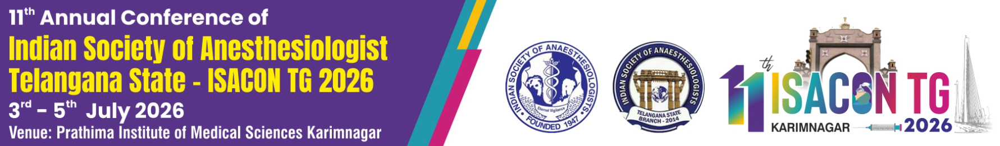 11th Annual Conference of
Indian Society of Anesthesiologist
Telangana State - ISACON TG 2026
3rd - 5th July 2026
Venue: Prathima Institute of Medical Sciences Karimnagar
INDIAN SOCIETY OF ANAESTHESIOLOGISTS
Eternal Vigilance
FOUNDED 1947
INDIAN SOCIETY OF ANAESTHESIOLOGISTS
TELANGANA STATE
BRANCH - 2014
11th ISACON TG
KARIMNAGAR 2026